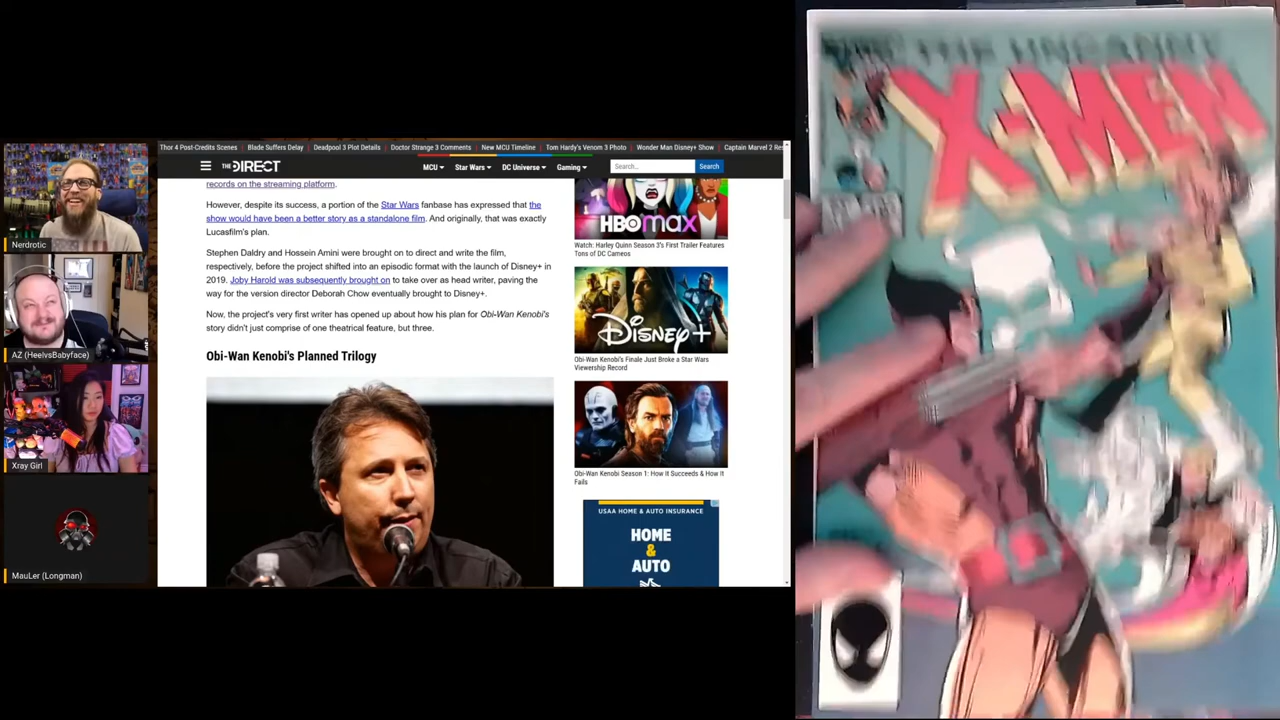 Nerdrotic
AZ (HeelvsBabyface)
Xray Girl
MauLer (Longman)
Thor 4 Post-Credits Scenes | Blade Suffers Delay | Deadpool 3 Plot Details | Doctor Strange 3 Comments | New MCU Timeline | Tom Hardy's Venom 3 Photo | Wonder Man Disney+ Show | Captain Marvel 2 Res
THE DIRECT MCU Star Wars DC Universe Gaming Search... Search
records on the streaming platform.
However, despite its success, a portion of the Star Wars fanbase has expressed that the
show would have been a better story as a standalone film. And originally, that was exactly
Lucasfilm's plan.
Stephen Daldry and Hossein Amini were brought on to direct and write the film,
respectively, before the project shifted into an episodic format with the launch of Disney+ in
2019. Joby Harold was subsequently brought on to take over as head writer, paving the
way for the version director Deborah Chow eventually brought to Disney+.
Now, the project's very first writer has opened up about how his plan for Obi-Wan Kenobi's
story didn't just comprise of one theatrical feature, but three.
Obi-Wan Kenobi's Planned Trilogy
HBOmax
Watch: Harley Quinn Season 3's First Trailer Features
Tons of DC Cameos
Disney+
Obi-Wan Kenobi's Finale Just Broke a Star Wars
Viewership Record
Obi-Wan Kenobi Season 1: How It Succeeds & How It
Fails
USAA HOME & AUTO INSURANCE
HOME
&
AUTO
THE UNCANNY
X-MEN